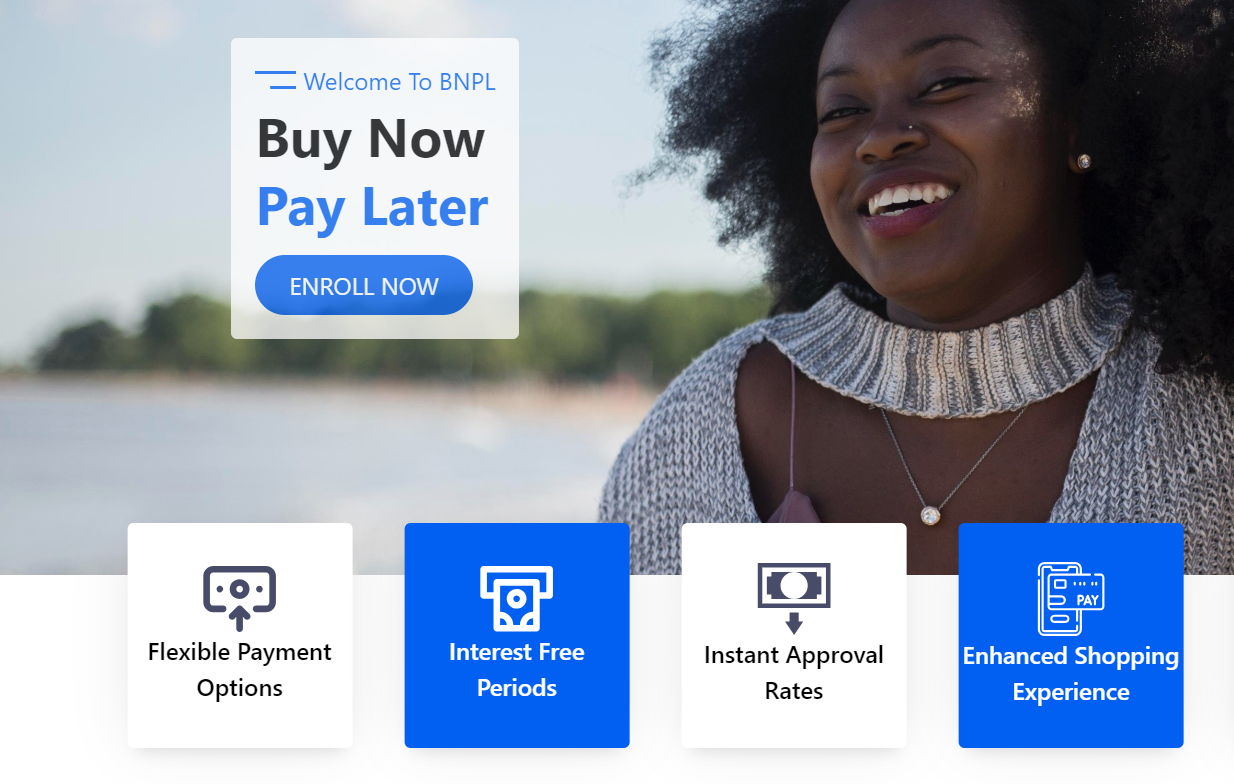 Welcome To BNPL
Buy Now
Pay Later
ENROLL NOW
Flexible Payment
Options
Interest Free
Periods
Instant Approval
Rates
PAY
Enhanced Shopping
Experience